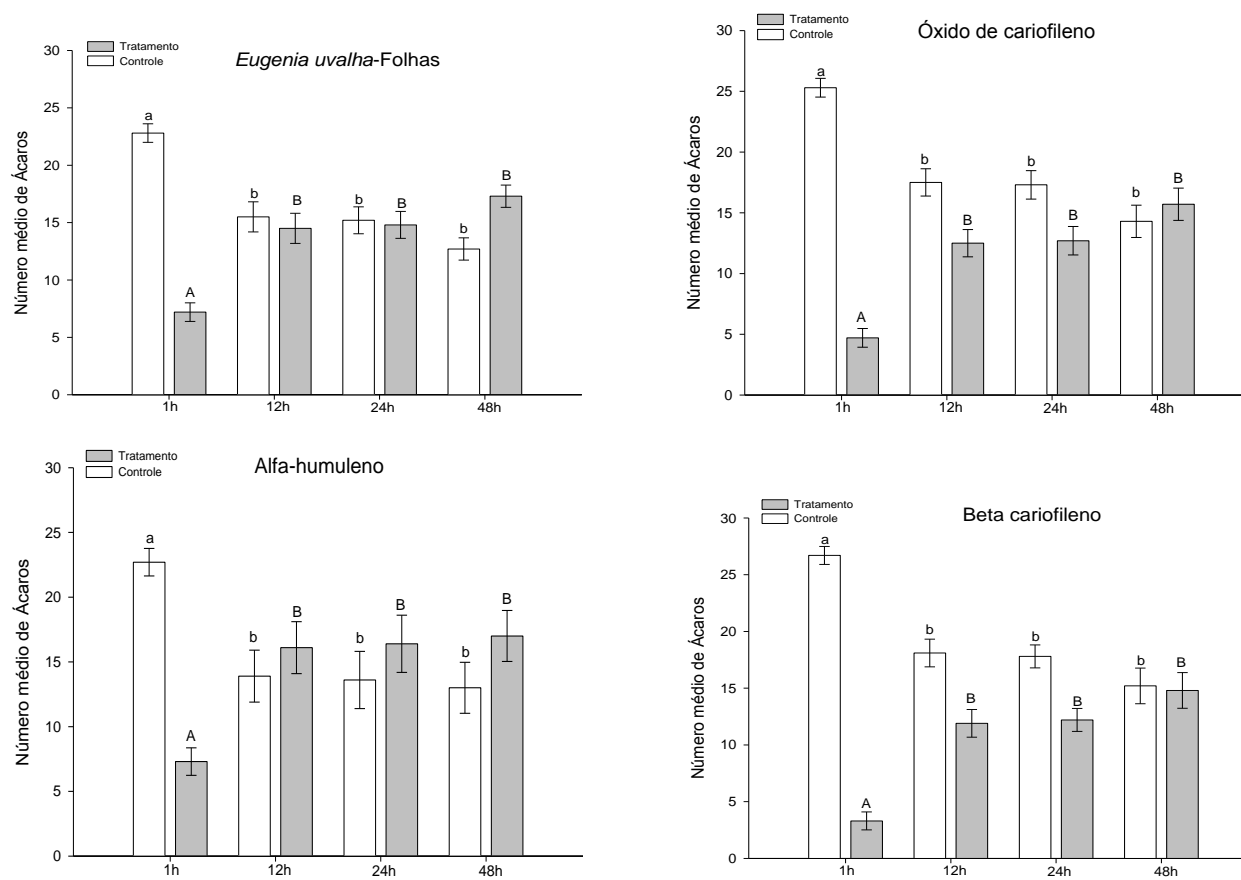 Tratamento
Controle
Eugenia uvalha-Folhas
Número médio de Ácaros
30
25
20
15
10
5
0
a
A
b
B
b
B
b
B
1h
12h
24h
48h
Tratamento
Controle
Óxido de cariofileno
Número médio de Ácaros
30
25
20
15
10
5
0
a
A
b
B
b
B
b
B
1h
12h
24h
48h
Tratamento
Controle
Alfa-humuleno
Número médio de Ácaros
30
25
20
15
10
5
0
a
A
b
B
b
B
b
B
1h
12h
24h
48h
Tratamento
Controle
Beta cariofileno
Número médio de Ácaros
30
25
20
15
10
5
0
a
A
b
B
b
B
b
B
1h
12h
24h
48h